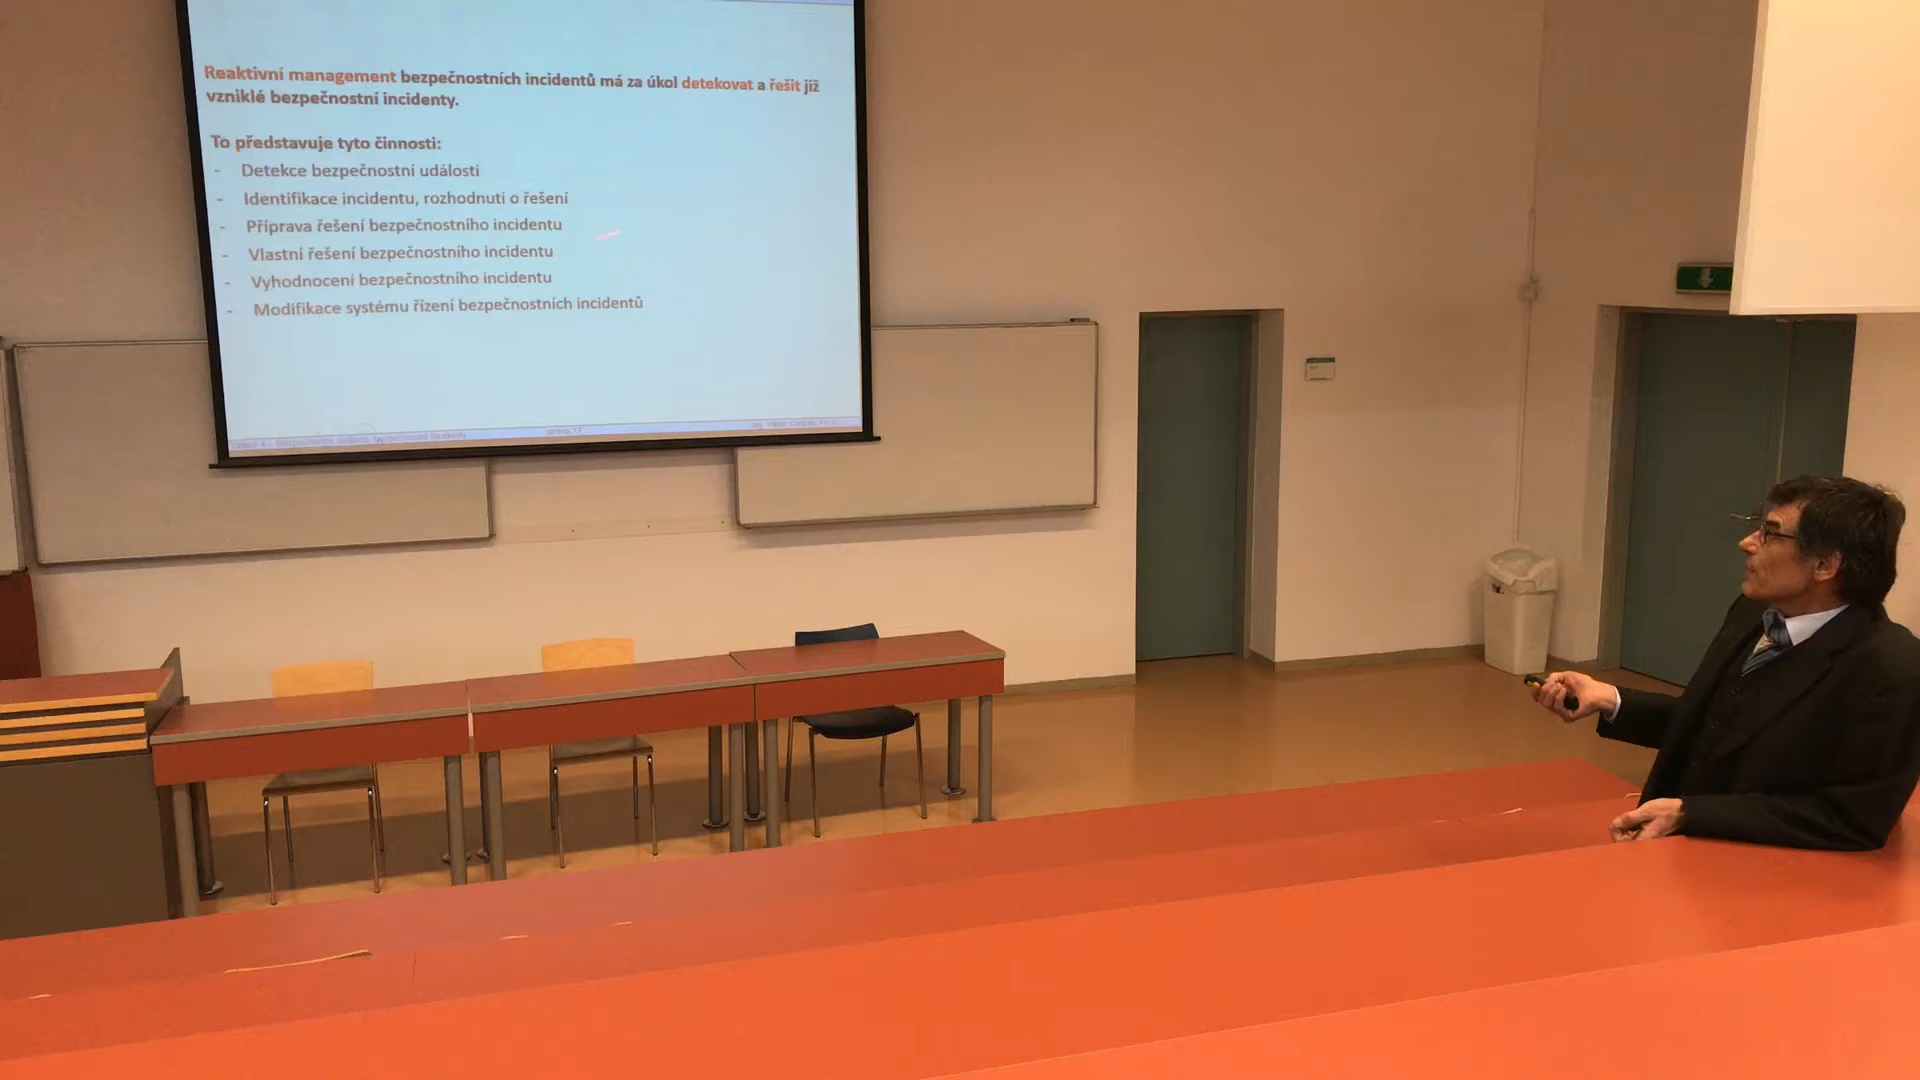 Reaktivní management bezpečnostních incidentů má za úkol detekovat a řešit již
vzniklé bezpečnostní incidenty.
To představuje tyto činnosti:
- Detekce bezpečnostní události
- Identifikace incidentu, rozhodnutí o řešení
- Příprava řešení bezpečnostního incidentu
- Vlastní řešení bezpečnostního incidentu
- Vyhodnocení bezpečnostního incidentu
- Modifikace systému řízení bezpečnostních incidentů